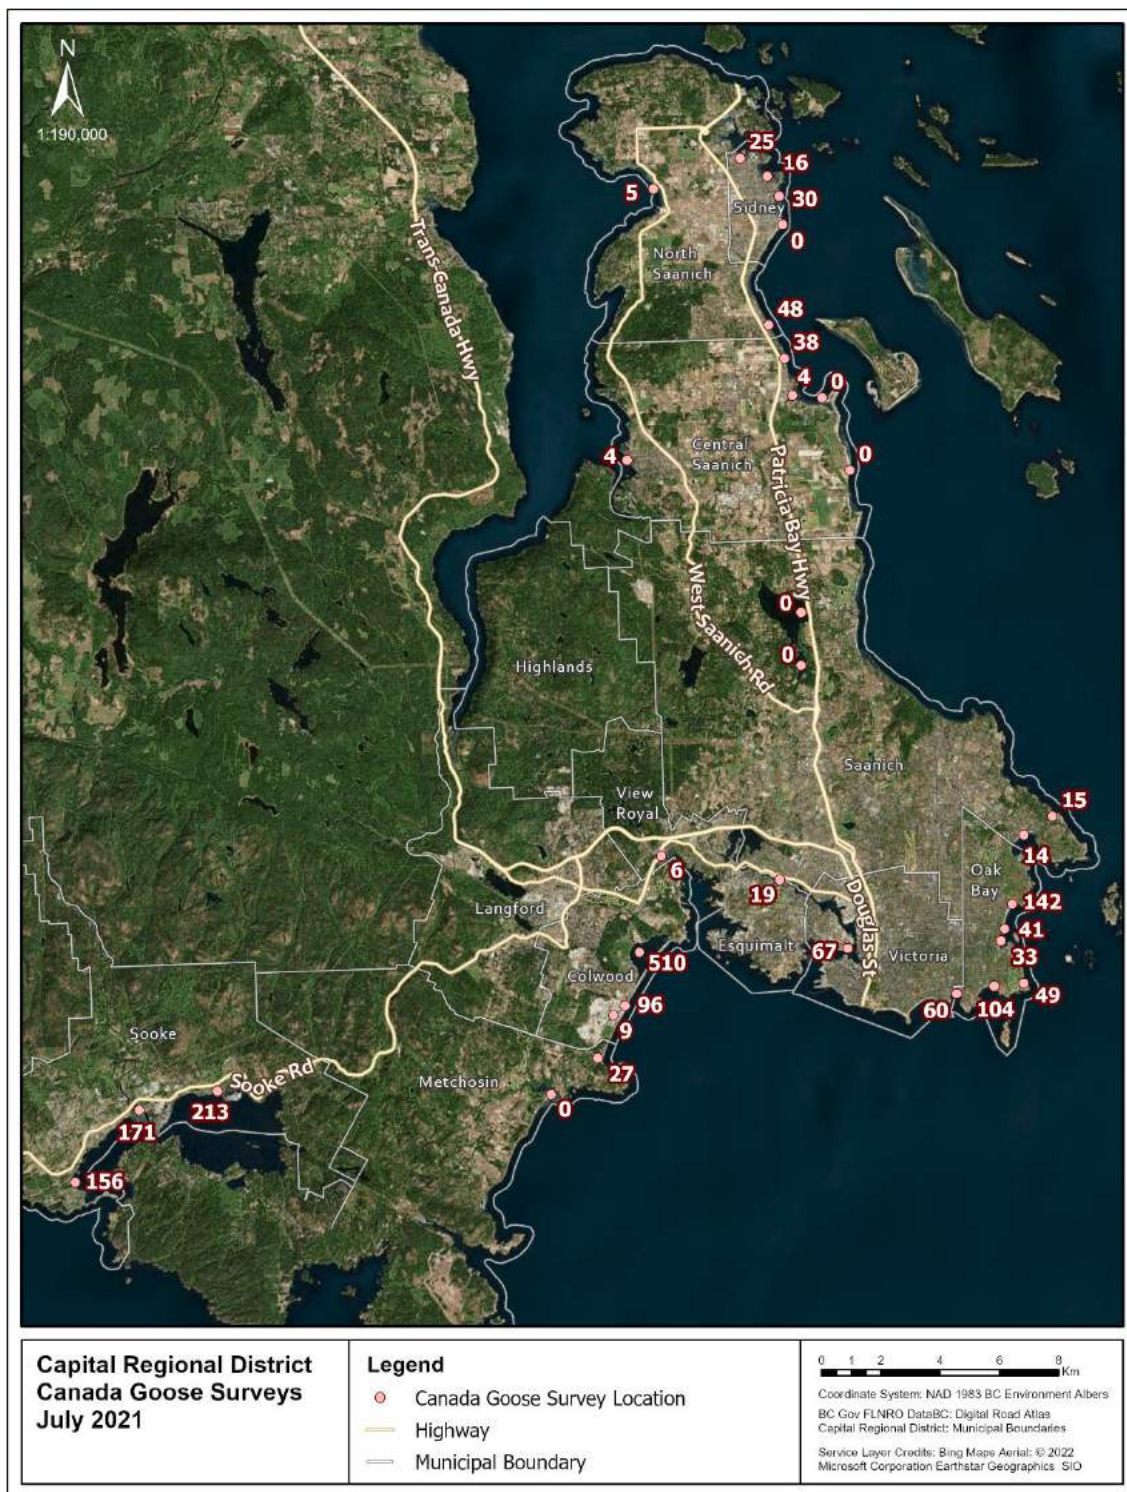 N
1:190,000
25
16
5
30
Sidney
0
Trans Canada Hwy
North
Saanich
48
38
4
0
Central
Saanich
4
0
Patricia Bay Hwy
West Saanich Rd
0
0
Highlands
Saanich
View
Royal
15
14
6
Oak
Bay
19
142
Langford
Douglas St
41
Esquimalt
67
Victoria
33
510
Colwood
49
96
60
104
9
Sooke
27
Sooke Rd
Metchosin
213
0
171
156
Capital Regional District
Canada Goose Surveys
July 2021
Legend
Canada Goose Survey Location
Highway
Municipal Boundary
0 1 2 4 6 8
Km
Coordinate System: NAD 1983 BC Environment Albers
BC Gov FLNRO DataBC: Digital Road Atlas
Capital Regional District: Municipal Boundaries
Service Layer Credits: Bing Maps Aerial: © 2022
Microsoft Corporation Earthstar Geographics SIO